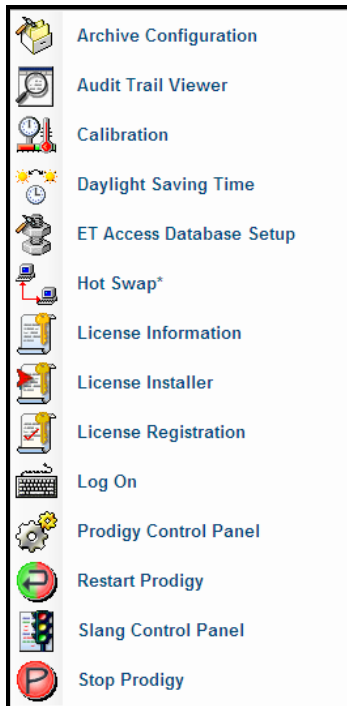 Archive Configuration
Audit Trail Viewer
Calibration
Daylight Saving Time
ET Access Database Setup
Hot Swap*
License Information
License Installer
License Registration
Log On
Prodigy Control Panel
Restart Prodigy
Slang Control Panel
P Stop Prodigy